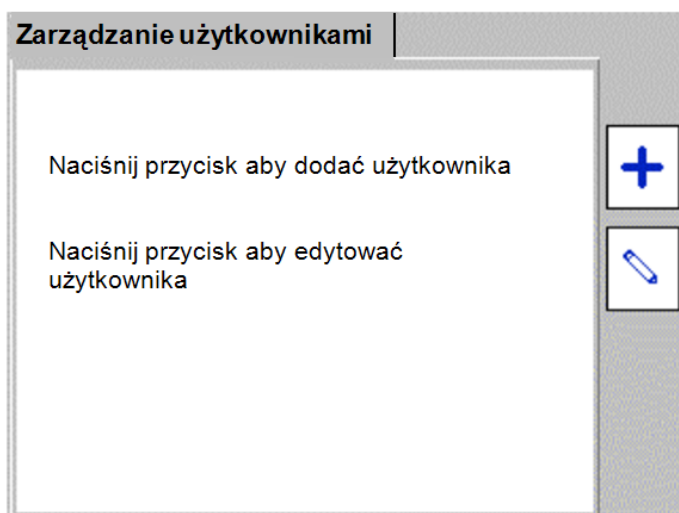 Zarządzanie użytkownikami
Naciśnij przycisk aby dodać użytkownika
Naciśnij przycisk aby edytować
użytkownika